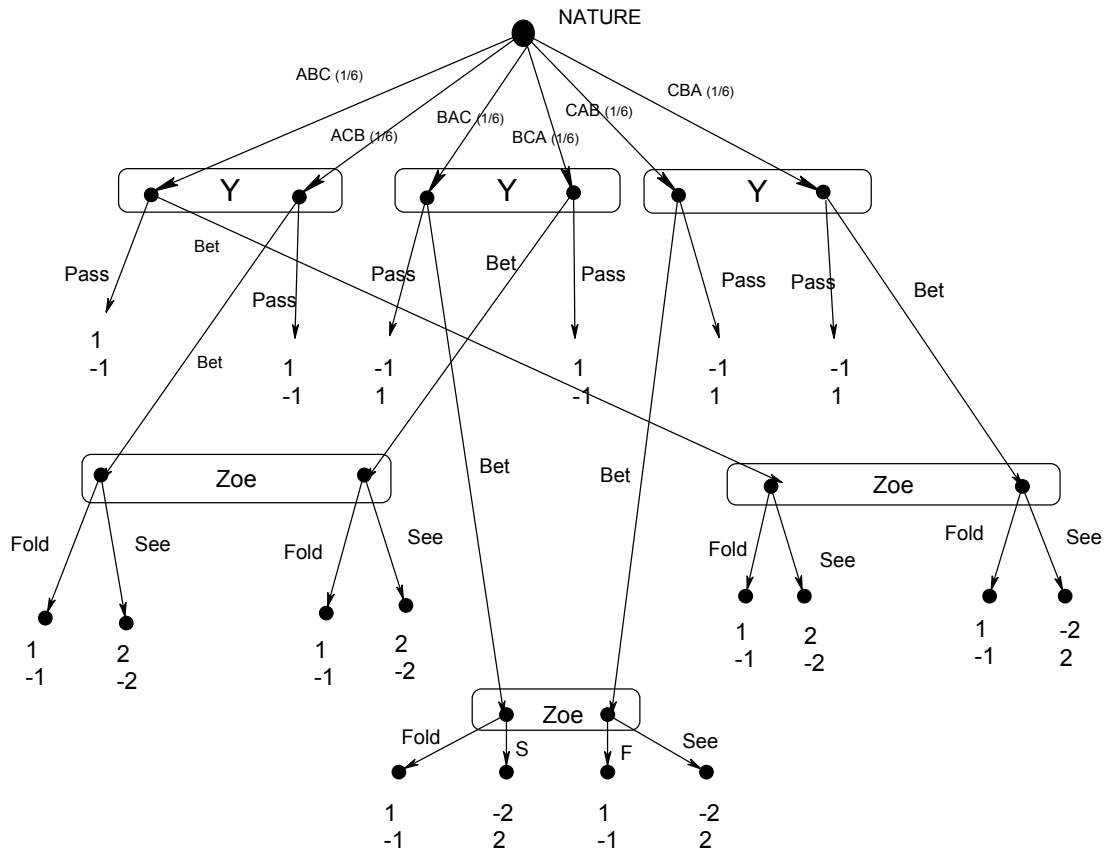 NATURE
ABC (1/6)
CBA (1/6)
CAB (1/6)
BAC (1/6)
ACB (1/6)
BCA (1/6)
Y
Y
Y
Bet
Bet
Pass
Pass
Pass
Pass
Pass
Pass
Bet
1
-1
Bet
1
-1
-1
1
1
-1
-1
1
-1
1
Bet
Bet
Zoe
Zoe
Fold
See
Fold
See
Fold
See
Fold
See
1
-1
2
-2
1
-1
2
-2
1
-1
2
-2
1
-1
-2
2
Zoe
Fold
S
F
See
1
-1
-2
2
1
-1
-2
2